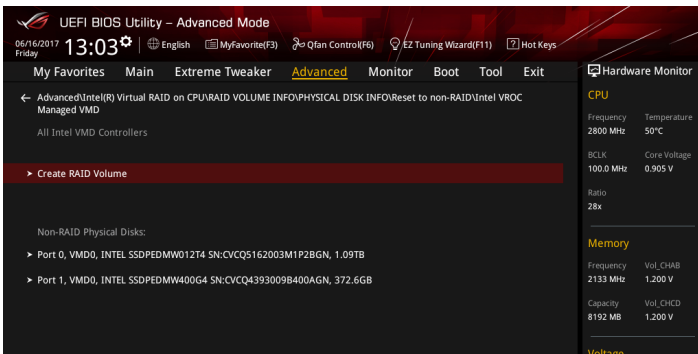 UEFI BIOS Utility – Advanced Mode
06/16/2017 Friday 13:03 English MyFavorite(F3) Qfan Control(F6) EZ Tuning Wizard(F11) ? Hot Keys
My Favorites Main Extreme Tweaker Advanced Monitor Boot Tool Exit
← Advanced\Intel(R) Virtual RAID on CPU\RAID VOLUME INFO\PHYSICAL DISK INFO\Reset to non-RAID\Intel VROC
Managed VMD
All Intel VMD Controllers
➤ Create RAID Volume
Non-RAID Physical Disks:
➤ Port 0, VMD0, INTEL SSDPEDMW012T4 SN:CVCQ5162003M1P2BGN, 1.09TB
➤ Port 1, VMD0, INTEL SSDPEDMW400G4 SN:CVCQ4393009B400AGN, 372.6GB
Hardware Monitor
CPU
Frequency Temperature
2800 MHz 50°C
BCLK Core Voltage
100.0 MHz 0.905 V
Ratio
28x
Memory
Frequency Vol_CHAB
2133 MHz 1.200 V
Capacity Vol_CHCD
8192 MB 1.200 V
Voltage